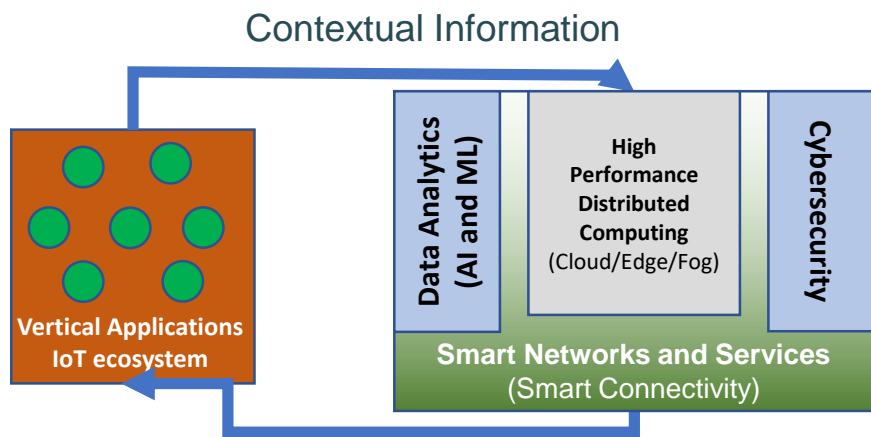 Contextual Information
Vertical Applications
IoT ecosystem
Data Analytics
(AI and ML)
High
Performance
Distributed
Computing
(Cloud/Edge/Fog)
Cybersecurity
Smart Networks and Services
(Smart Connectivity)